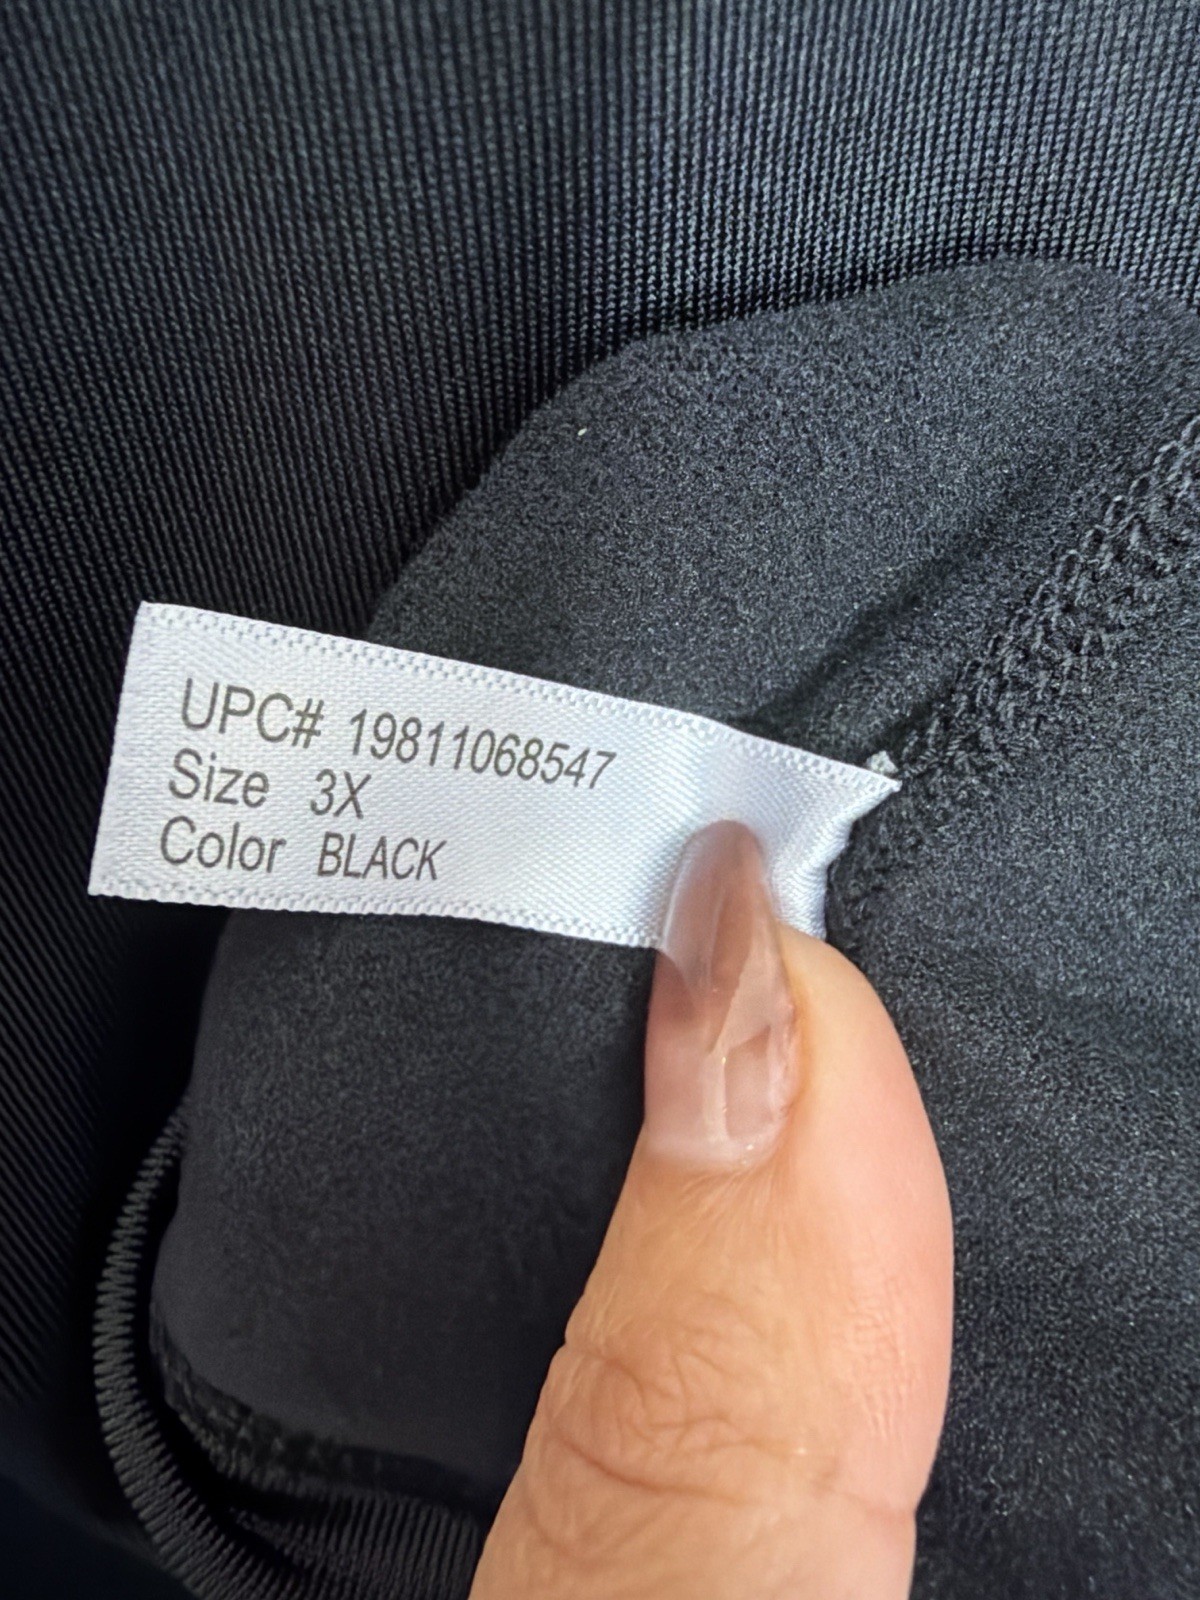 UPC# 19811068547
Size 3X
Color BLACK